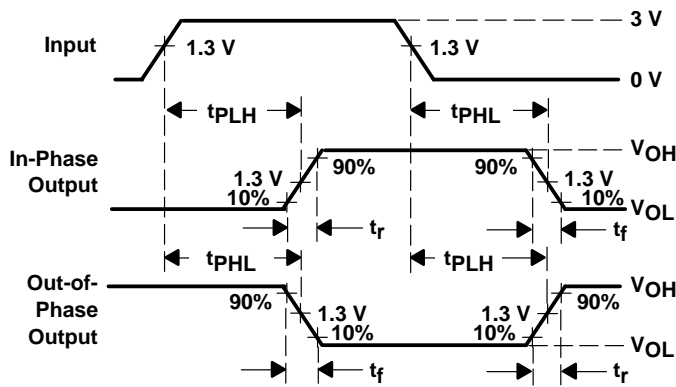 3 V
Input
1.3 V
1.3 V
0 V
tPLH
tPHL
In-Phase
Output
VOH
90%
90%
1.3 V
1.3 V
10%
10%
VOL
tr
tf
tPHL
tPLH
Out-of-
Phase
Output
VOH
90%
90%
1.3 V
1.3 V
10%
10%
VOL
tf
tr